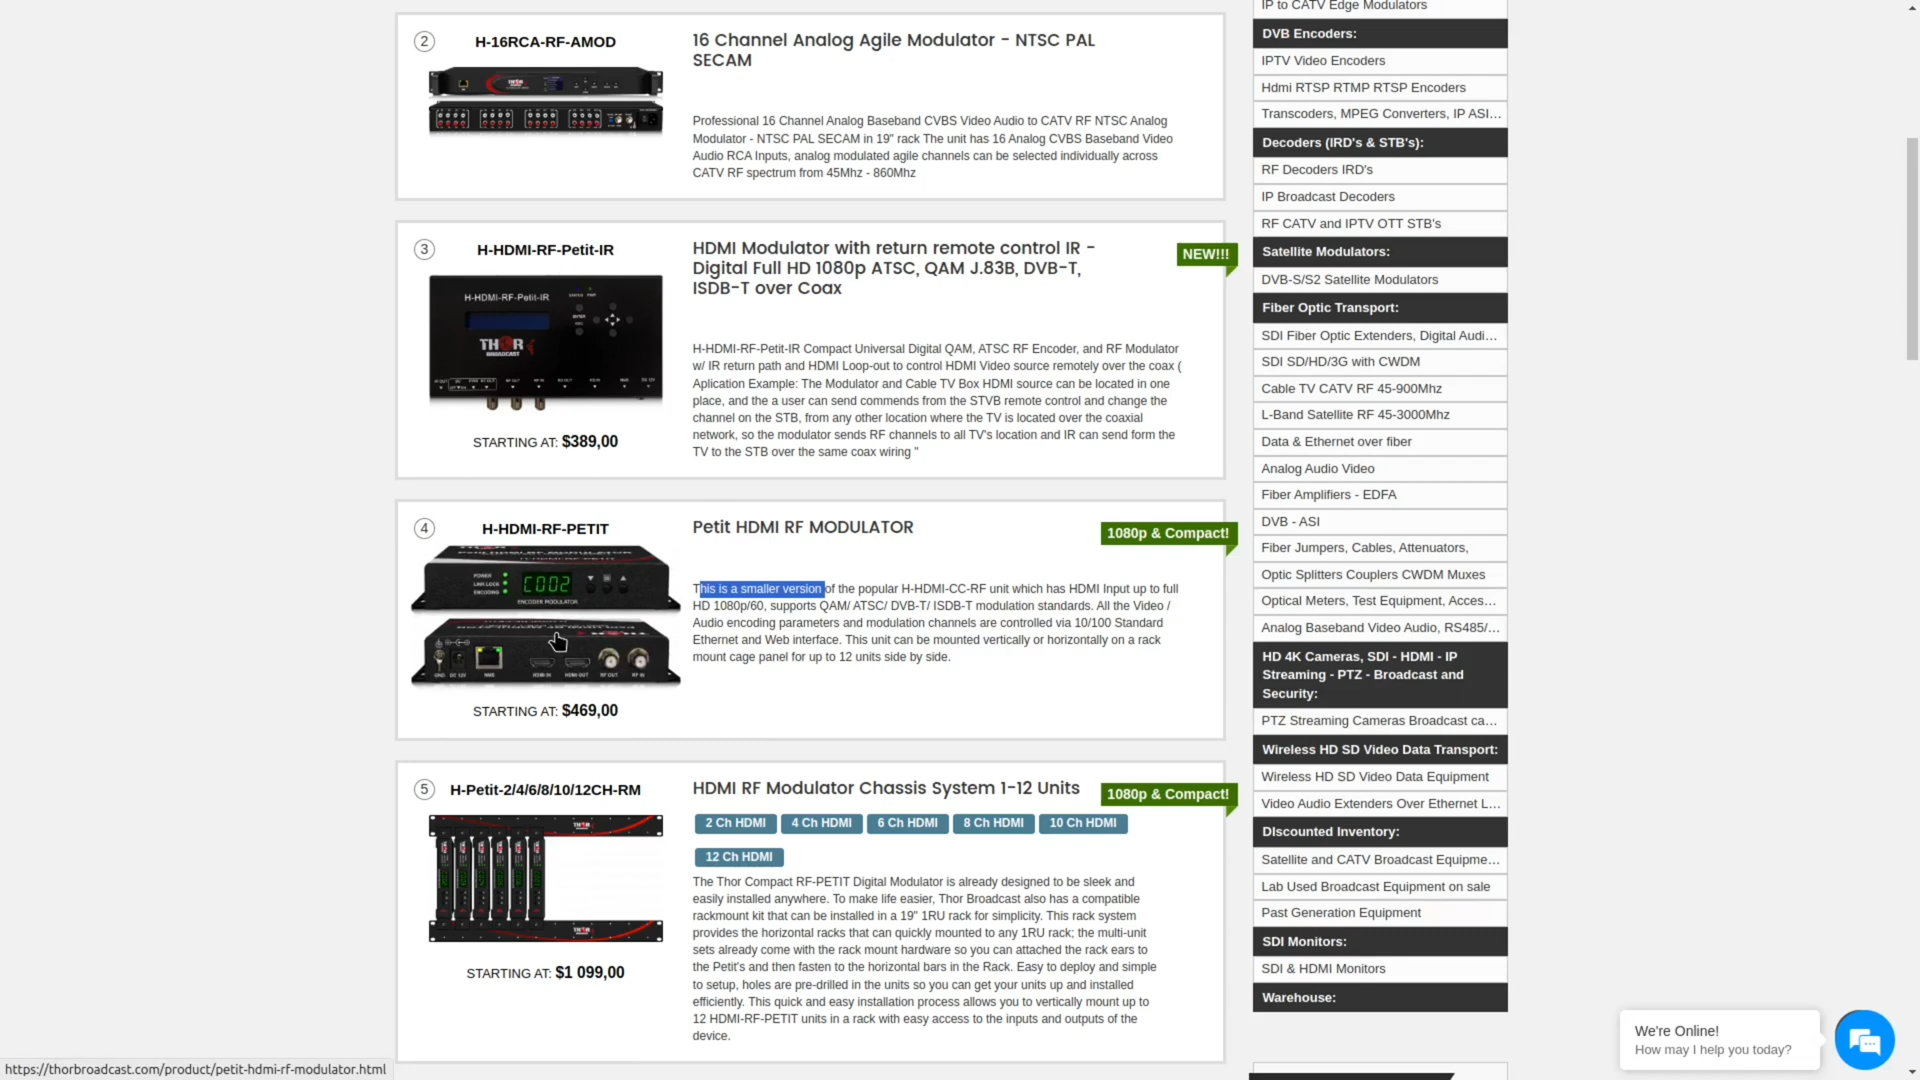 2
H-16RCA-RF-AMOD
16 Channel Analog Agile Modulator - NTSC PAL
SECAM
Professional 16 Channel Analog Baseband CVBS Video Audio to CATV RF NTSC Analog
Modulator - NTSC PAL SECAM in 19" rack The unit has 16 Analog CVBS Baseband Video
Audio RCA Inputs, analog modulated agile channels can be selected individually across
CATV RF spectrum from 45Mhz - 860Mhz
3
H-HDMI-RF-Petit-IR
H-HDMI-RF-Petit-IR
THOR
BROADCAST
STARTING AT: $389,00
HDMI Modulator with return remote control IR -
Digital Full HD 1080p ATSC, QAM J.83B, DVB-T,
ISDB-T over Coax
NEW!!!
H-HDMI-RF-Petit-IR Compact Universal Digital QAM, ATSC RF Encoder, and RF Modulator
w/ IR return path and HDMI Loop-out to control HDMI Video source remotely over the coax (
Aplication Example: The Modulator and Cable TV Box HDMI source can be located in one
place, and the a user can send commends from the STVB remote control and change the
channel on the STB, from any other location where the TV is located over the coaxial
network, so the modulator sends RF channels to all TV's location and IR can send form the
TV to the STB over the same coax wiring "
4
H-HDMI-RF-PETIT
POWER
LINK LOCK
ENCODING
C002
ENCODER MODULATOR
GND DC 12V NMS HDMI IN HDMI OUT RF OUT RF IN
STARTING AT: $469,00
Petit HDMI RF MODULATOR
1080p & Compact!
This is a smaller version of the popular H-HDMI-CC-RF unit which has HDMI Input up to full
HD 1080p/60, supports QAM/ ATSC/ DVB-T/ ISDB-T modulation standards. All the Video /
Audio encoding parameters and modulation channels are controlled via 10/100 Standard
Ethernet and Web interface. This unit can be mounted vertically or horizontally on a rack
mount cage panel for up to 12 units side by side.
5
H-Petit-2/4/6/8/10/12CH-RM
STARTING AT: $1 099,00
HDMI RF Modulator Chassis System 1-12 Units
1080p & Compact!
2 Ch HDMI 4 Ch HDMI 6 Ch HDMI 8 Ch HDMI 10 Ch HDMI
12 Ch HDMI
The Thor Compact RF-PETIT Digital Modulator is already designed to be sleek and
easily installed anywhere. To make life easier, Thor Broadcast also has a compatible
rackmount kit that can be installed in a 19" 1RU rack for simplicity. This rack system
provides the horizontal racks that can quickly mounted to any 1RU rack; the multi-unit
sets already come with the rack mount hardware so you can attached the rack ears to
the Petit's and then fasten to the horizontal bars in the Rack. Easy to deploy and simple
to setup, holes are pre-drilled in the units so you can get your units up and installed
efficiently. This quick and easy installation process allows you to vertically mount up to
12 HDMI-RF-PETIT units in a rack with easy access to the inputs and outputs of the
device.
IP to CATV Edge Modulators
DVB Encoders:
IPTV Video Encoders
Hdmi RTSP RTMP RTSP Encoders
Transcoders, MPEG Converters, IP ASI...
Decoders (IRD's & STB's):
RF Decoders IRD's
IP Broadcast Decoders
RF CATV and IPTV OTT STB's
Satellite Modulators:
DVB-S/S2 Satellite Modulators
Fiber Optic Transport:
SDI Fiber Optic Extenders, Digital Audi...
SDI SD/HD/3G with CWDM
Cable TV CATV RF 45-900Mhz
L-Band Satellite RF 45-3000Mhz
Data & Ethernet over fiber
Analog Audio Video
Fiber Amplifiers - EDFA
DVB - ASI
Fiber Jumpers, Cables, Attenuators,
Optic Splitters Couplers CWDM Muxes
Optical Meters, Test Equipment, Acces...
Analog Baseband Video Audio, RS485/...
HD 4K Cameras, SDI - HDMI - IP
Streaming - PTZ - Broadcast and
Security:
PTZ Streaming Cameras Broadcast ca...
Wireless HD SD Video Data Transport:
Wireless HD SD Video Data Equipment
Video Audio Extenders Over Ethernet L...
DIscounted Inventory:
Satellite and CATV Broadcast Equipme...
Lab Used Broadcast Equipment on sale
Past Generation Equipment
SDI Monitors:
SDI & HDMI Monitors
Warehouse:
We're Online!
How may I help you today?
https://thorbroadcast.com/product/petit-hdmi-rf-modulator.html